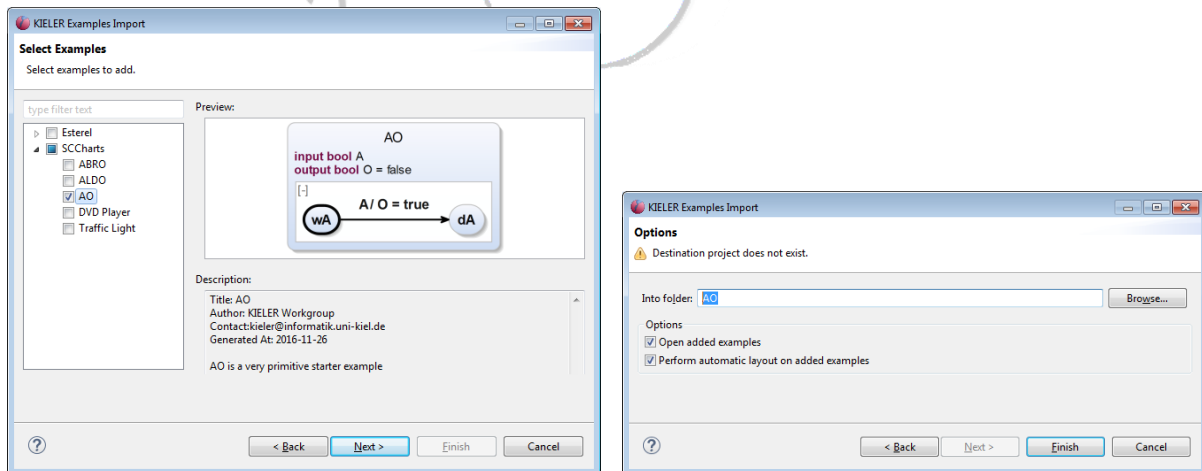 KIELER Examples Import
Select Examples
Select examples to add.
type filter text
Esterel
SCCharts
ABRO
ALDO
AO
DVD Player
Traffic Light
Preview:
AO
input bool A
output bool O = false
[-]
A / O = true
wA
dA
Description:
Title: AO
Author: KIELER Workgroup
Contact:kieler@informatik.uni-kiel.de
Generated At: 2016-11-26
AO is a very primitive starter example
?
< Back
Next >
Finish
Cancel
KIELER Examples Import
Options
Destination project does not exist.
Into folder: AO
Browse...
Options
Open added examples
Perform automatic layout on added examples
?
< Back
Next >
Finish
Cancel